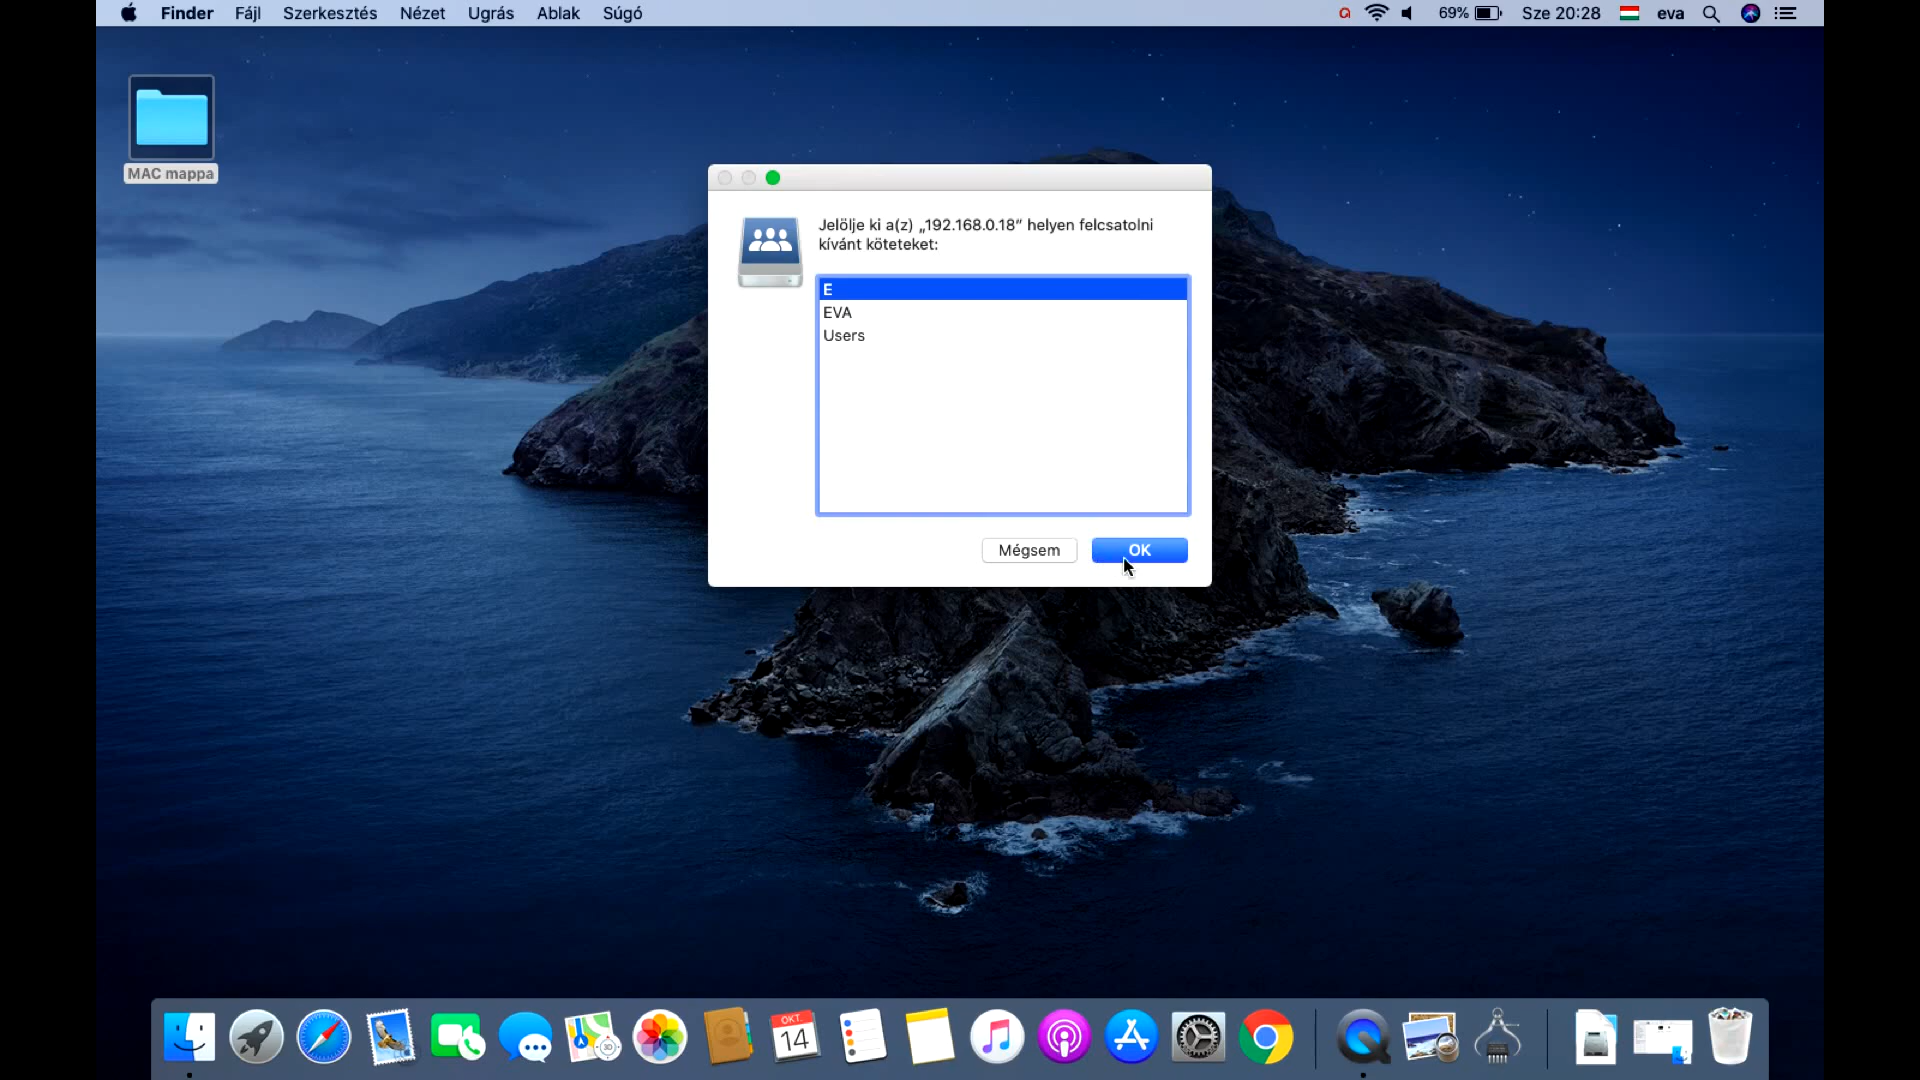 Finder Fájl Szerkesztés Nézet Ugrás Ablak Súgó 69% Sze 20:28 eva
MAC mappa
Jelölje ki a(z) „192.168.0.18” helyen felcsatolni
kívánt köteteket:
E
EVA
Users
Mégsem OK
OKT.
14
3D